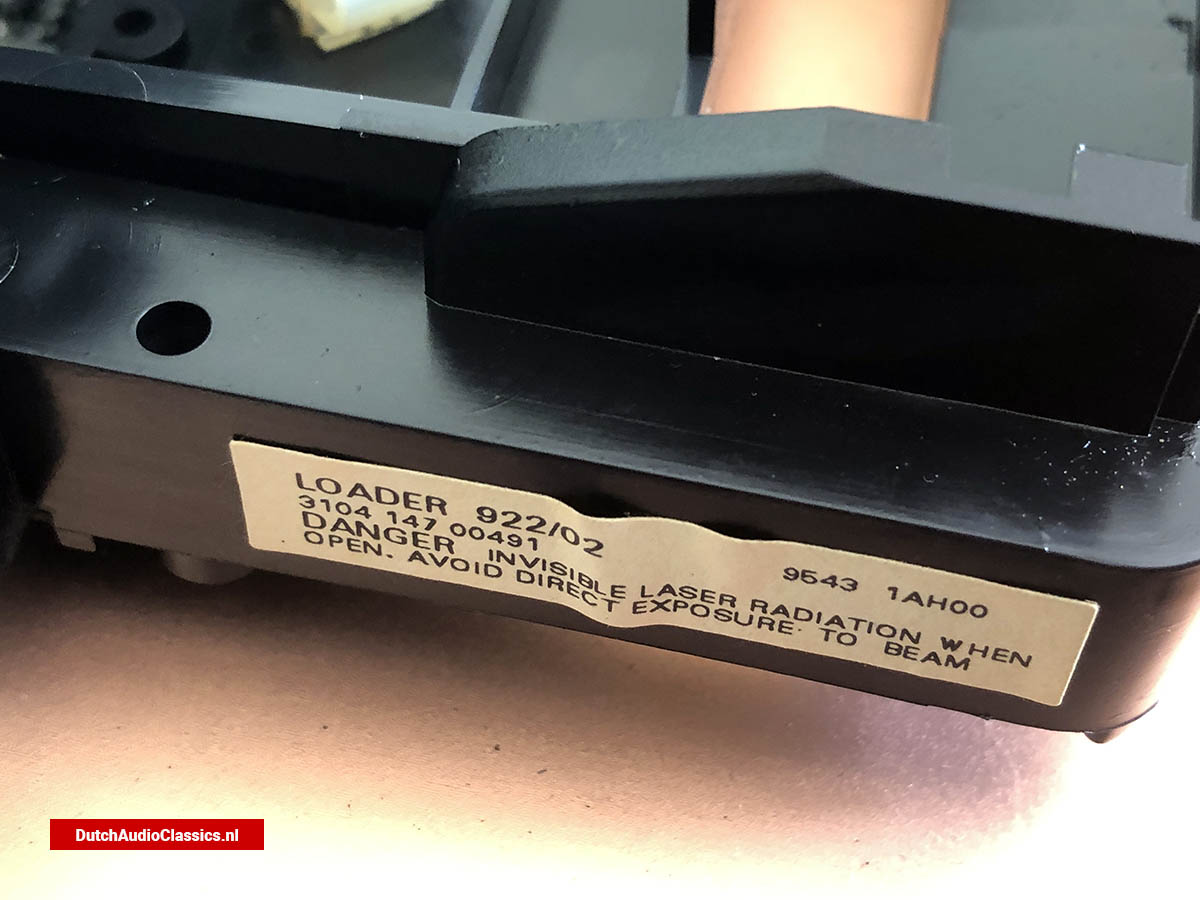 LOADER 922/02
3104 147 00491 9543 1AH00
DANGER INVISIBLE LASER RADIATION WHEN
OPEN. AVOID DIRECT EXPOSURE TO BEAM
DutchAudioClassics.nl